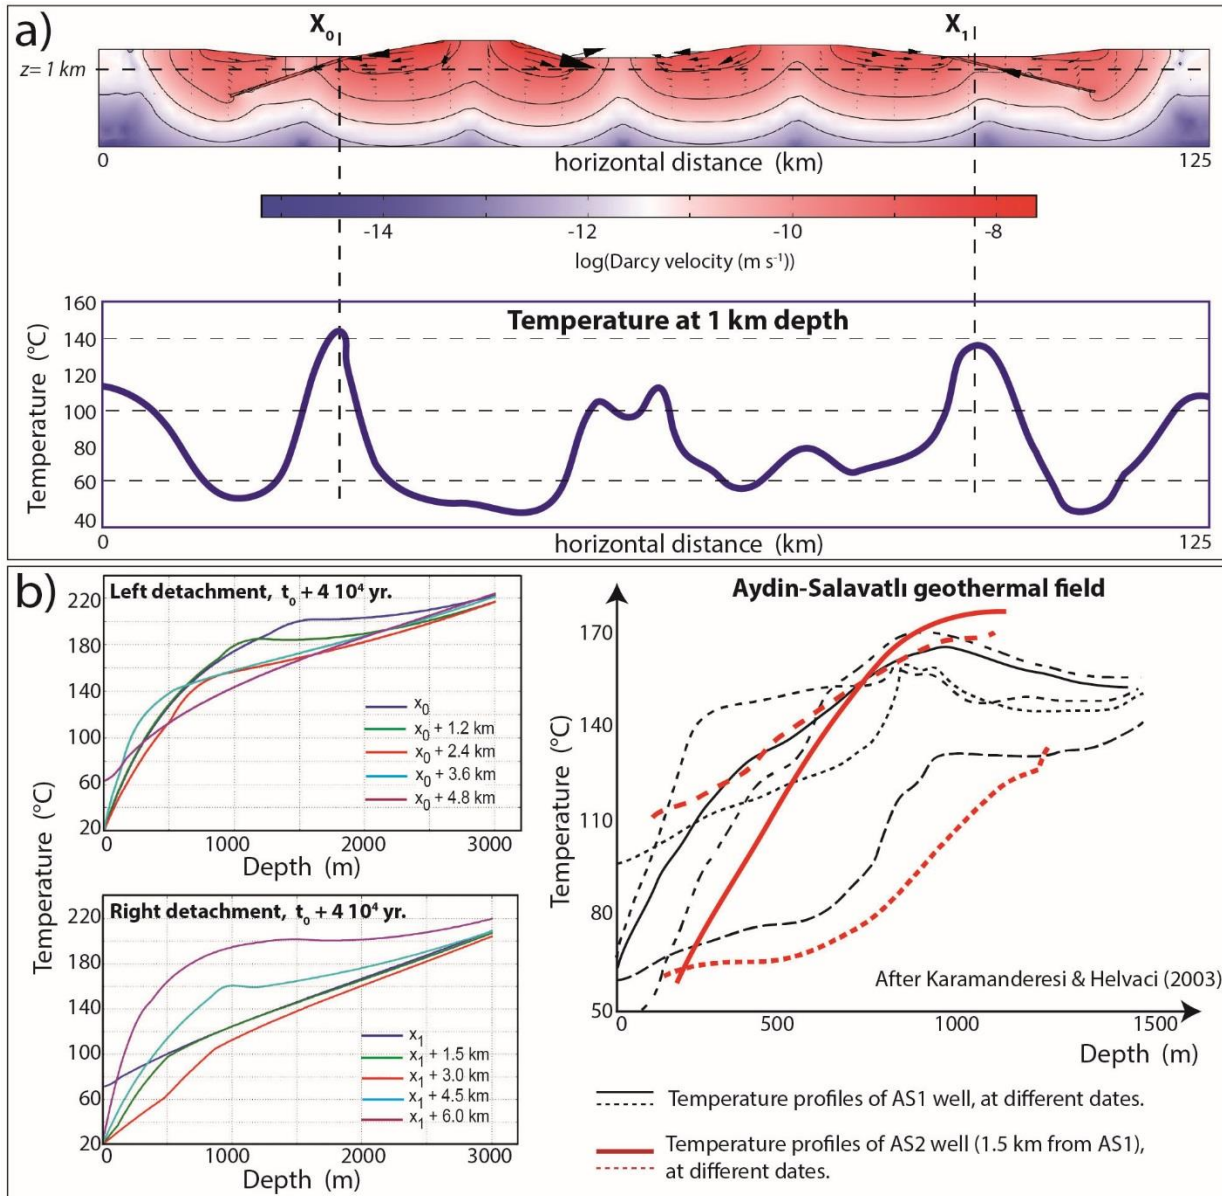 a)
X₀
X₁
z= 1 km
0
horizontal distance (km)
125
-14
-12
-10
-8
log(Darcy velocity (m s⁻¹))
Temperature (°C)
160
140
120
100
80
60
40
Temperature at 1 km depth
0
horizontal distance (km)
125
b)
Temperature (°C)
220
180
140
100
60
20
Left detachment, t₀ + 4 10⁴ yr.
x₀
x₀ + 1.2 km
x₀ + 2.4 km
x₀ + 3.6 km
x₀ + 4.8 km
0
1000
2000
3000
Depth (m)
220
180
140
100
60
20
Right detachment, t₀ + 4 10⁴ yr.
x₁
x₁ + 1.5 km
x₁ + 3.0 km
x₁ + 4.5 km
x₁ + 6.0 km
0
1000
2000
3000
Depth (m)
Aydin-Salavatlı geothermal field
Temperature (°C)
170
140
110
80
50
After Karamanderesi & Helvaci (2003)
0
500
1000
1500
Depth (m)
Temperature profiles of AS1 well, at different dates.
Temperature profiles of AS2 well (1.5 km from AS1),
at different dates.